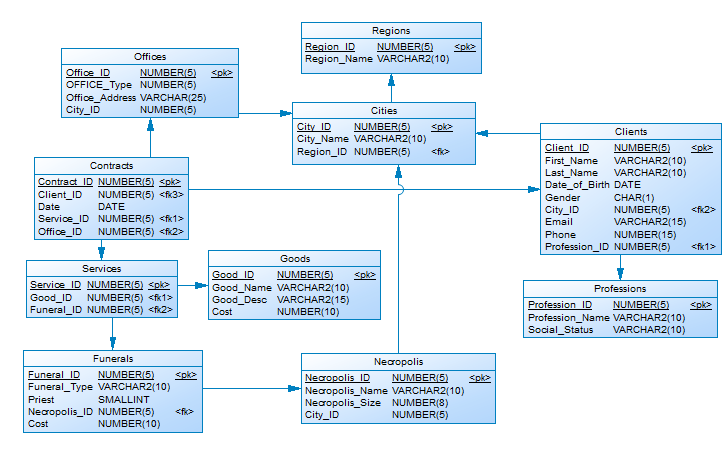 Regions
Region_ID NUMBER(5) <pk>
Region_Name VARCHAR2(10)
Offices
Office_ID NUMBER(5) <pk>
OFFICE_Type NUMBER(5)
Office_Address VARCHAR(25)
City_ID NUMBER(5)
Cities
City_ID NUMBER(5) <pk>
City_Name VARCHAR2(10)
Region_ID NUMBER(5) <fk>
Clients
Client_ID NUMBER(5) <pk>
First_Name VARCHAR2(10)
Last_Name VARCHAR2(10)
Date_of_Birth DATE
Gender CHAR(1)
City_ID NUMBER(5) <fk2>
Email VARCHAR2(15)
Phone NUMBER(15)
Profession_ID NUMBER(5) <fk1>
Contracts
Contract_ID NUMBER(5) <pk>
Client_ID NUMBER(5) <fk3>
Date DATE
Service_ID NUMBER(5) <fk1>
Office_ID NUMBER(5) <fk2>
Services
Service_ID NUMBER(5) <pk>
Good_ID NUMBER(5) <fk1>
Funeral_ID NUMBER(5) <fk2>
Goods
Good_ID NUMBER(5) <pk>
Good_Name VARCHAR2(10)
Good_Desc VARCHAR2(15)
Cost NUMBER(10)
Professions
Profession_ID NUMBER(5) <pk>
Profession_Name VARCHAR2(10)
Social_Status VARCHAR2(10)
Funerals
Funeral_ID NUMBER(5) <pk>
Funeral_Type VARCHAR2(10)
Priest SMALLINT
Necropolis_ID NUMBER(5) <fk>
Cost NUMBER(10)
Necropolis
Necropolis_ID NUMBER(5) <pk>
Necropolis_Name VARCHAR2(10)
Necropolis_Size NUMBER(8)
City_ID NUMBER(5)